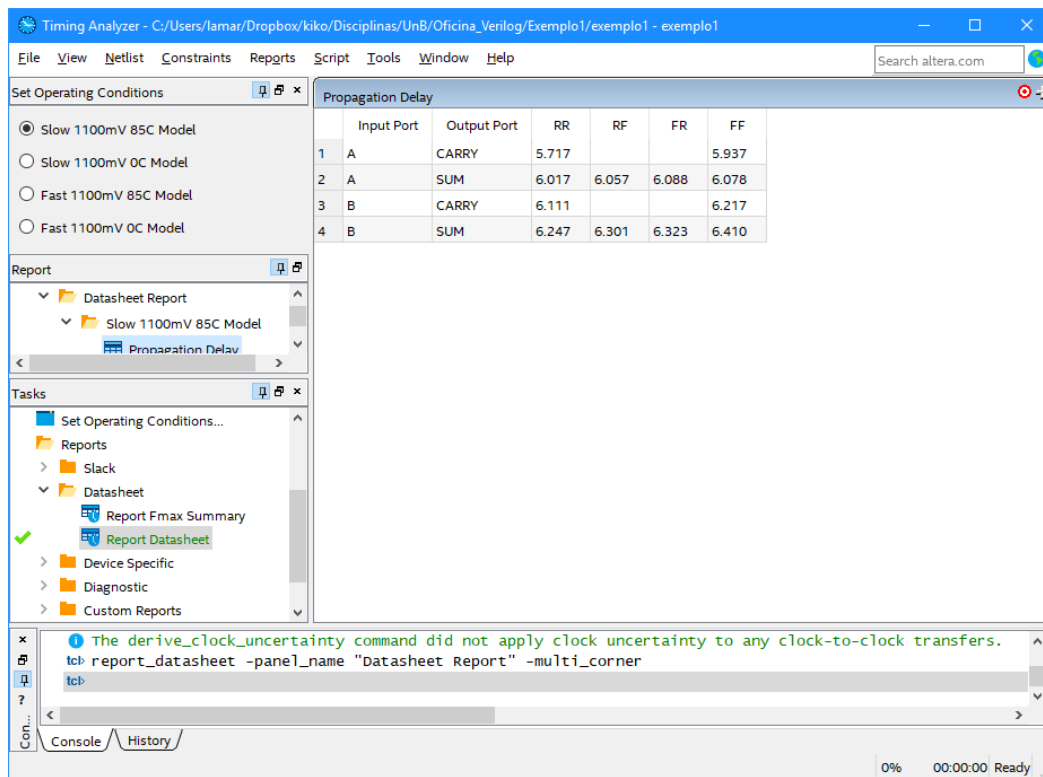 Timing Analyzer - C:/Users/lamar/Dropbox/kiko/Disciplinas/UnB/Oficina_Verilog/Exemplo1/exemplo1 - exemplo1
File View Netlist Constraints Reports Script Tools Window Help
Search altera.com
Set Operating Conditions
Slow 1100mV 85C Model
Slow 1100mV 0C Model
Fast 1100mV 85C Model
Fast 1100mV 0C Model
Report
Datasheet Report
Slow 1100mV 85C Model
Propagation Delay
Tasks
Set Operating Conditions...
Reports
Slack
Datasheet
Report Fmax Summary
Report Datasheet
Device Specific
Diagnostic
Custom Reports
Propagation Delay
Input Port Output Port RR RF FR FF
1 A CARRY 5.717 5.937
2 A SUM 6.017 6.057 6.088 6.078
3 B CARRY 6.111 6.217
4 B SUM 6.247 6.301 6.323 6.410
The derive_clock_uncertainty command did not apply clock uncertainty to any clock-to-clock transfers.
tcl> report_datasheet -panel_name "Datasheet Report" -multi_corner
tcl>
Con...
Console History
0% 00:00:00 Ready